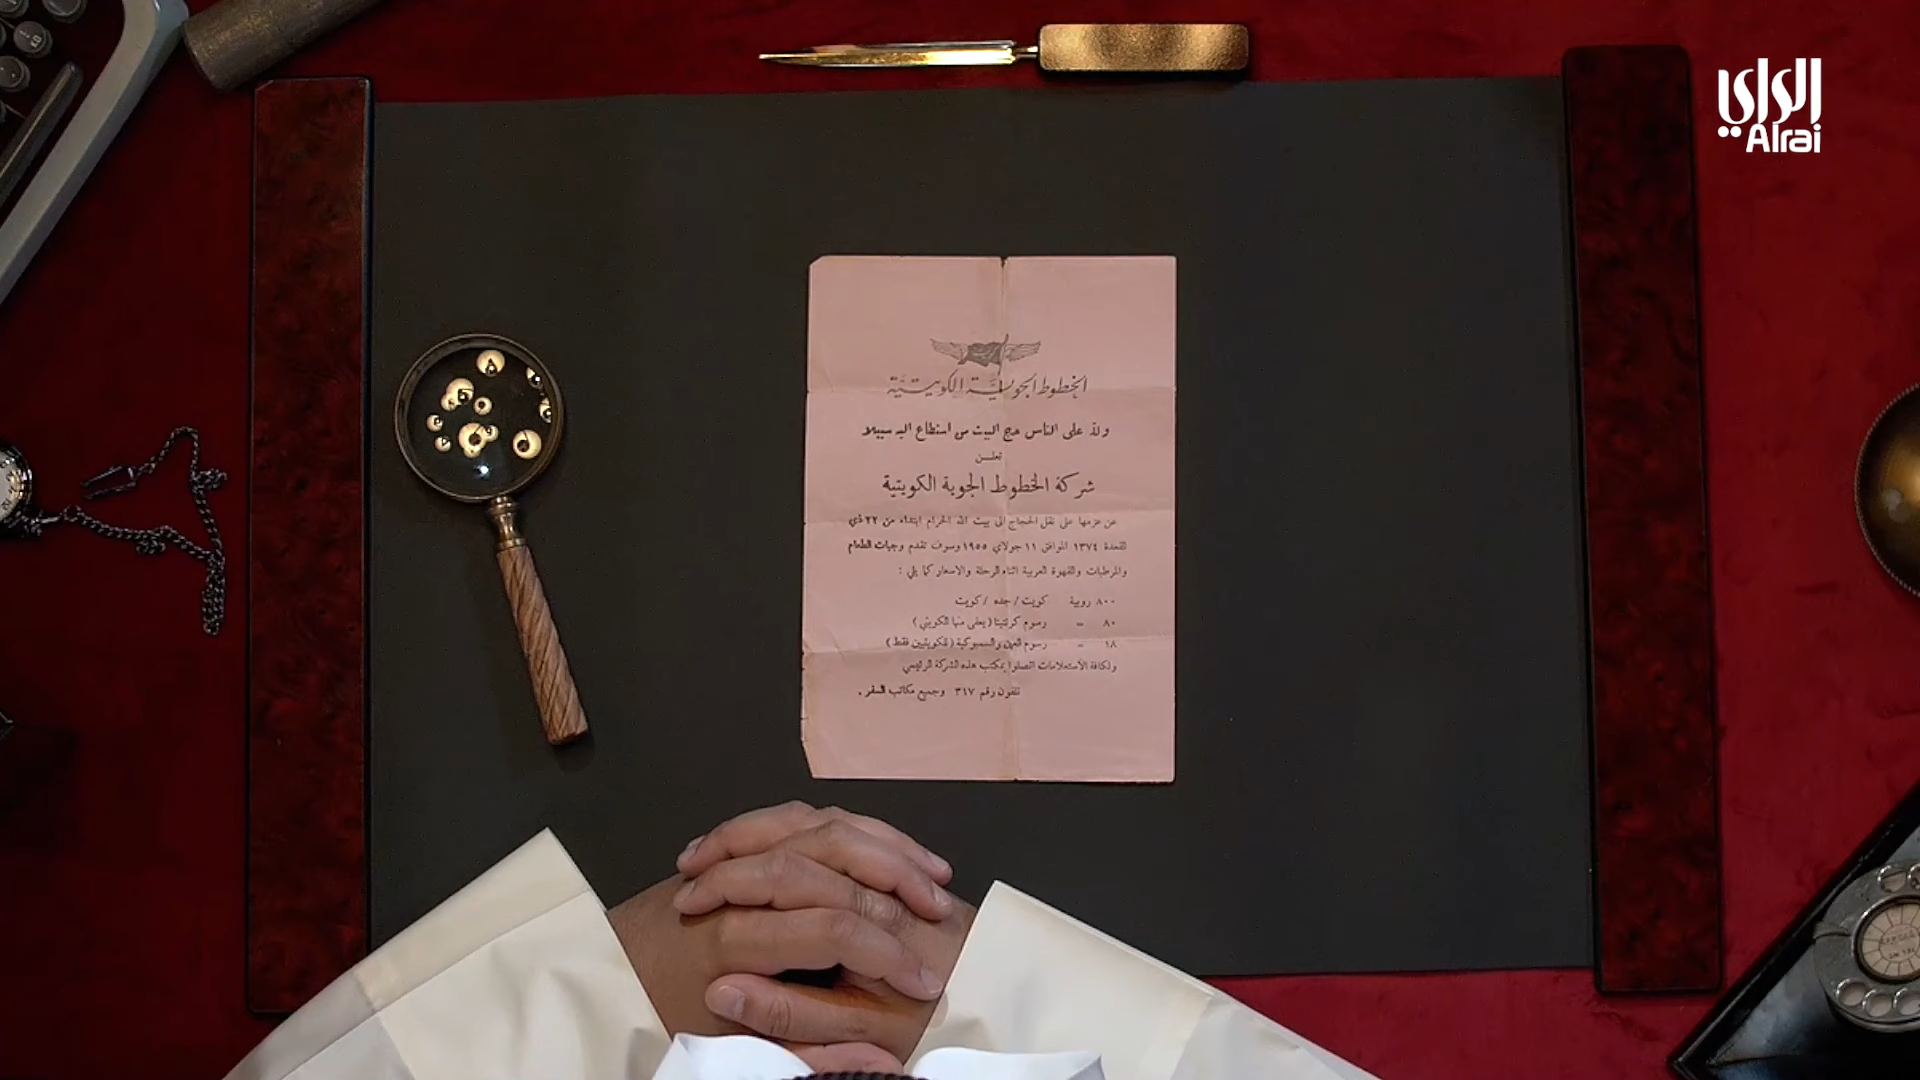 الراي
Alrai
الخطوط الجوية الكويتية
ولله على الناس حج البيت من استطاع اليه سبيلا
تعلن
شركة الخطوط الجوية الكويتية
عن عزمها على نقل الحجاج الى بيت الله الحرام ابتداء من ٢٢ ذي
القعدة ١٣٧٤ الموافق ١١ جولاي ١٩٥٥ وسوف تقدم وجبات الطعام
والمرطبات والقهوة العربية اثناء الرحلة والاسعار كما يلي :
٨٠٠ روبية كويت / جده / كويت
٨٠ = رسوم كرنتينا ( يعفى منها الكويتي )
١٨ = رسوم العين والسمبوكية ( للكويتيين فقط )
ولكافة الاستعلامات اتصلوا بمكتب هذه الشركة الرئيسي
تلفون رقم ٣١٧ وجميع مكاتب السفر .